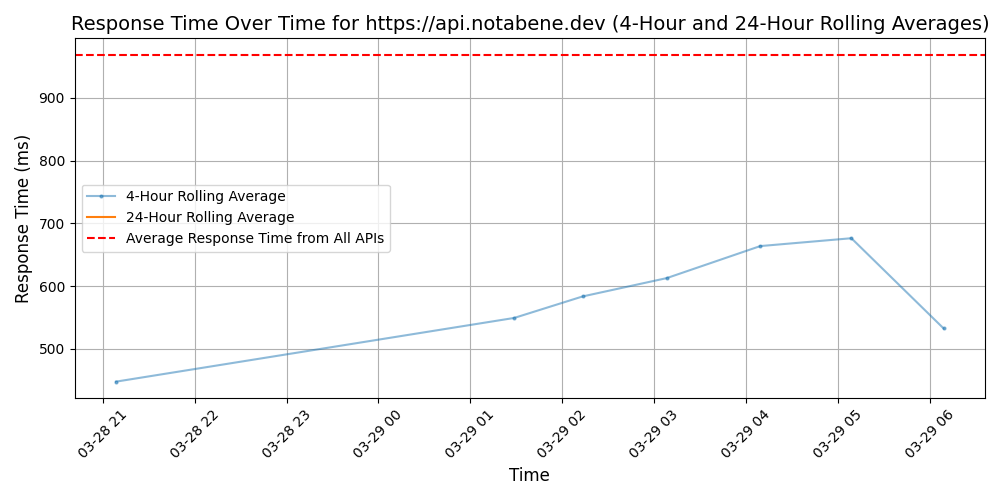 Response Time Over Time for https://api.notabene.dev (4-Hour and 24-Hour Rolling Averages)
Response Time (ms)
900
800
700
600
500
4-Hour Rolling Average
24-Hour Rolling Average
Average Response Time from All APIs
03-28 21
03-28 22
03-28 23
03-29 00
03-29 01
03-29 02
03-29 03
03-29 04
03-29 05
03-29 06
Time